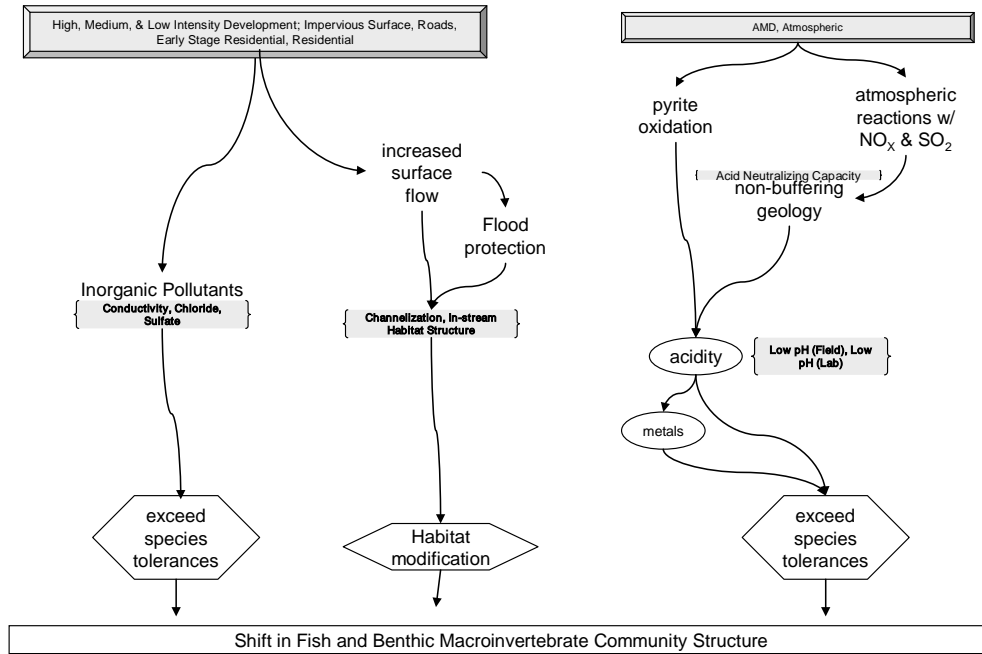 High, Medium, & Low Intensity Development; Impervious Surface, Roads,
Early Stage Residential, Residential
AMD, Atmospheric
pyrite
oxidation
atmospheric
reactions w/
NOX & SO2
increased
surface
flow
Acid Neutralizing Capacity
non-buffering
geology
Flood
protection
Inorganic Pollutants
Conductivity, Chloride,
Sulfate
Channelization, In-stream
Habitat Structure
acidity
Low pH (Field), Low
pH (Lab)
metals
exceed
species
tolerances
Habitat
modification
exceed
species
tolerances
Shift in Fish and Benthic Macroinvertebrate Community Structure